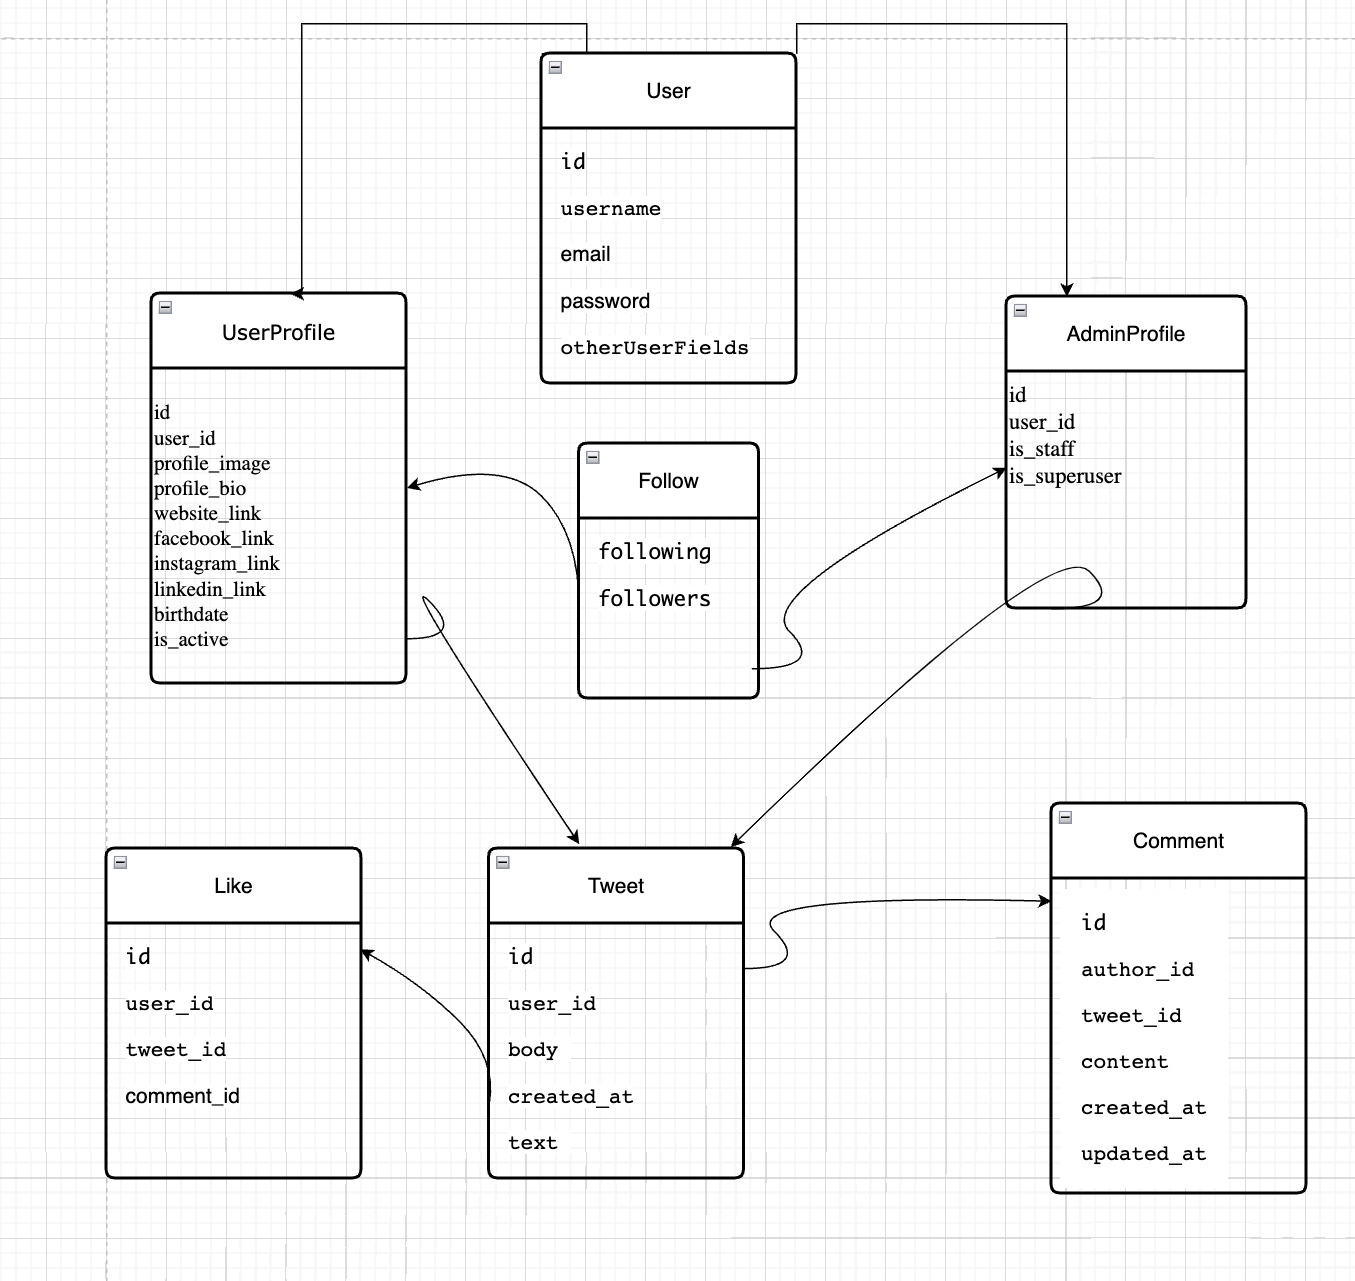 User
id
username
email
password
otherUserFields
UserProfile
id
user_id
profile_image
profile_bio
website_link
facebook_link
instagram_link
linkedin_link
birthdate
is_active
AdminProfile
id
user_id
is_staff
is_superuser
Follow
following
followers
Like
id
user_id
tweet_id
comment_id
Tweet
id
user_id
body
created_at
text
Comment
id
author_id
tweet_id
content
created_at
updated_at